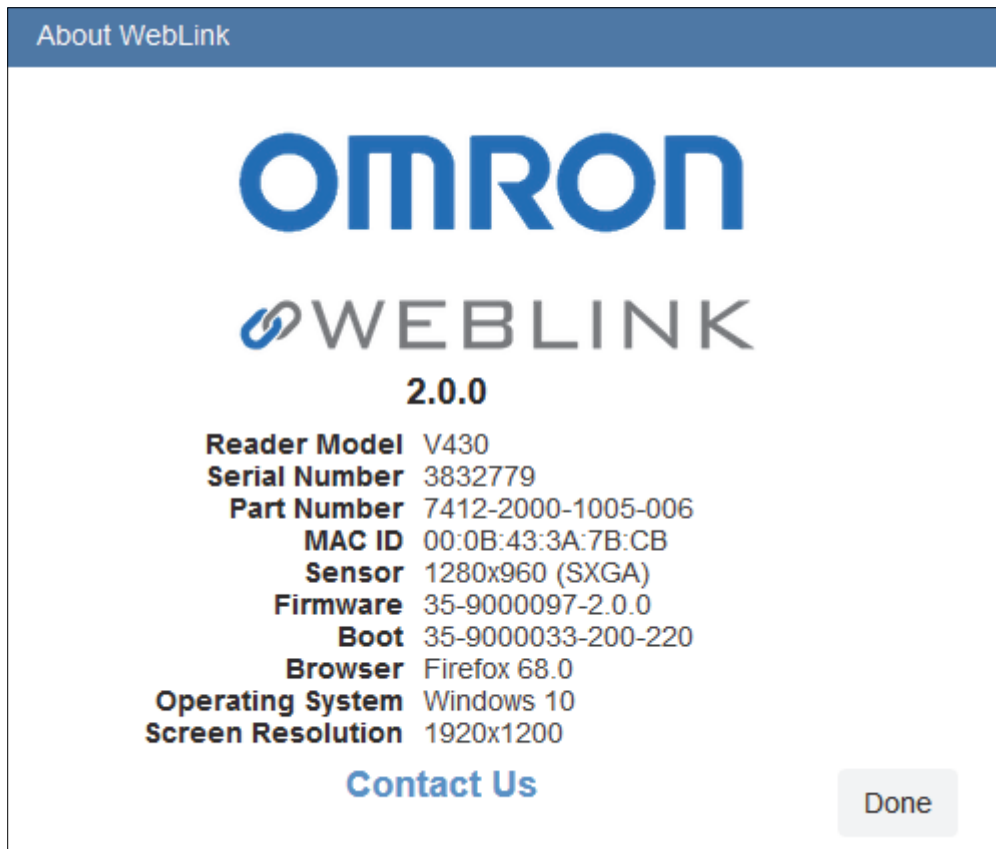 About WebLink
OMRON
WEBLINK
2.0.0
Reader Model V430
Serial Number 3832779
Part Number 7412-2000-1005-006
MAC ID 00:0B:43:3A:7B:CB
Sensor 1280x960 (SXGA)
Firmware 35-9000097-2.0.0
Boot 35-9000033-200-220
Browser Firefox 68.0
Operating System Windows 10
Screen Resolution 1920x1200
Contact Us
Done